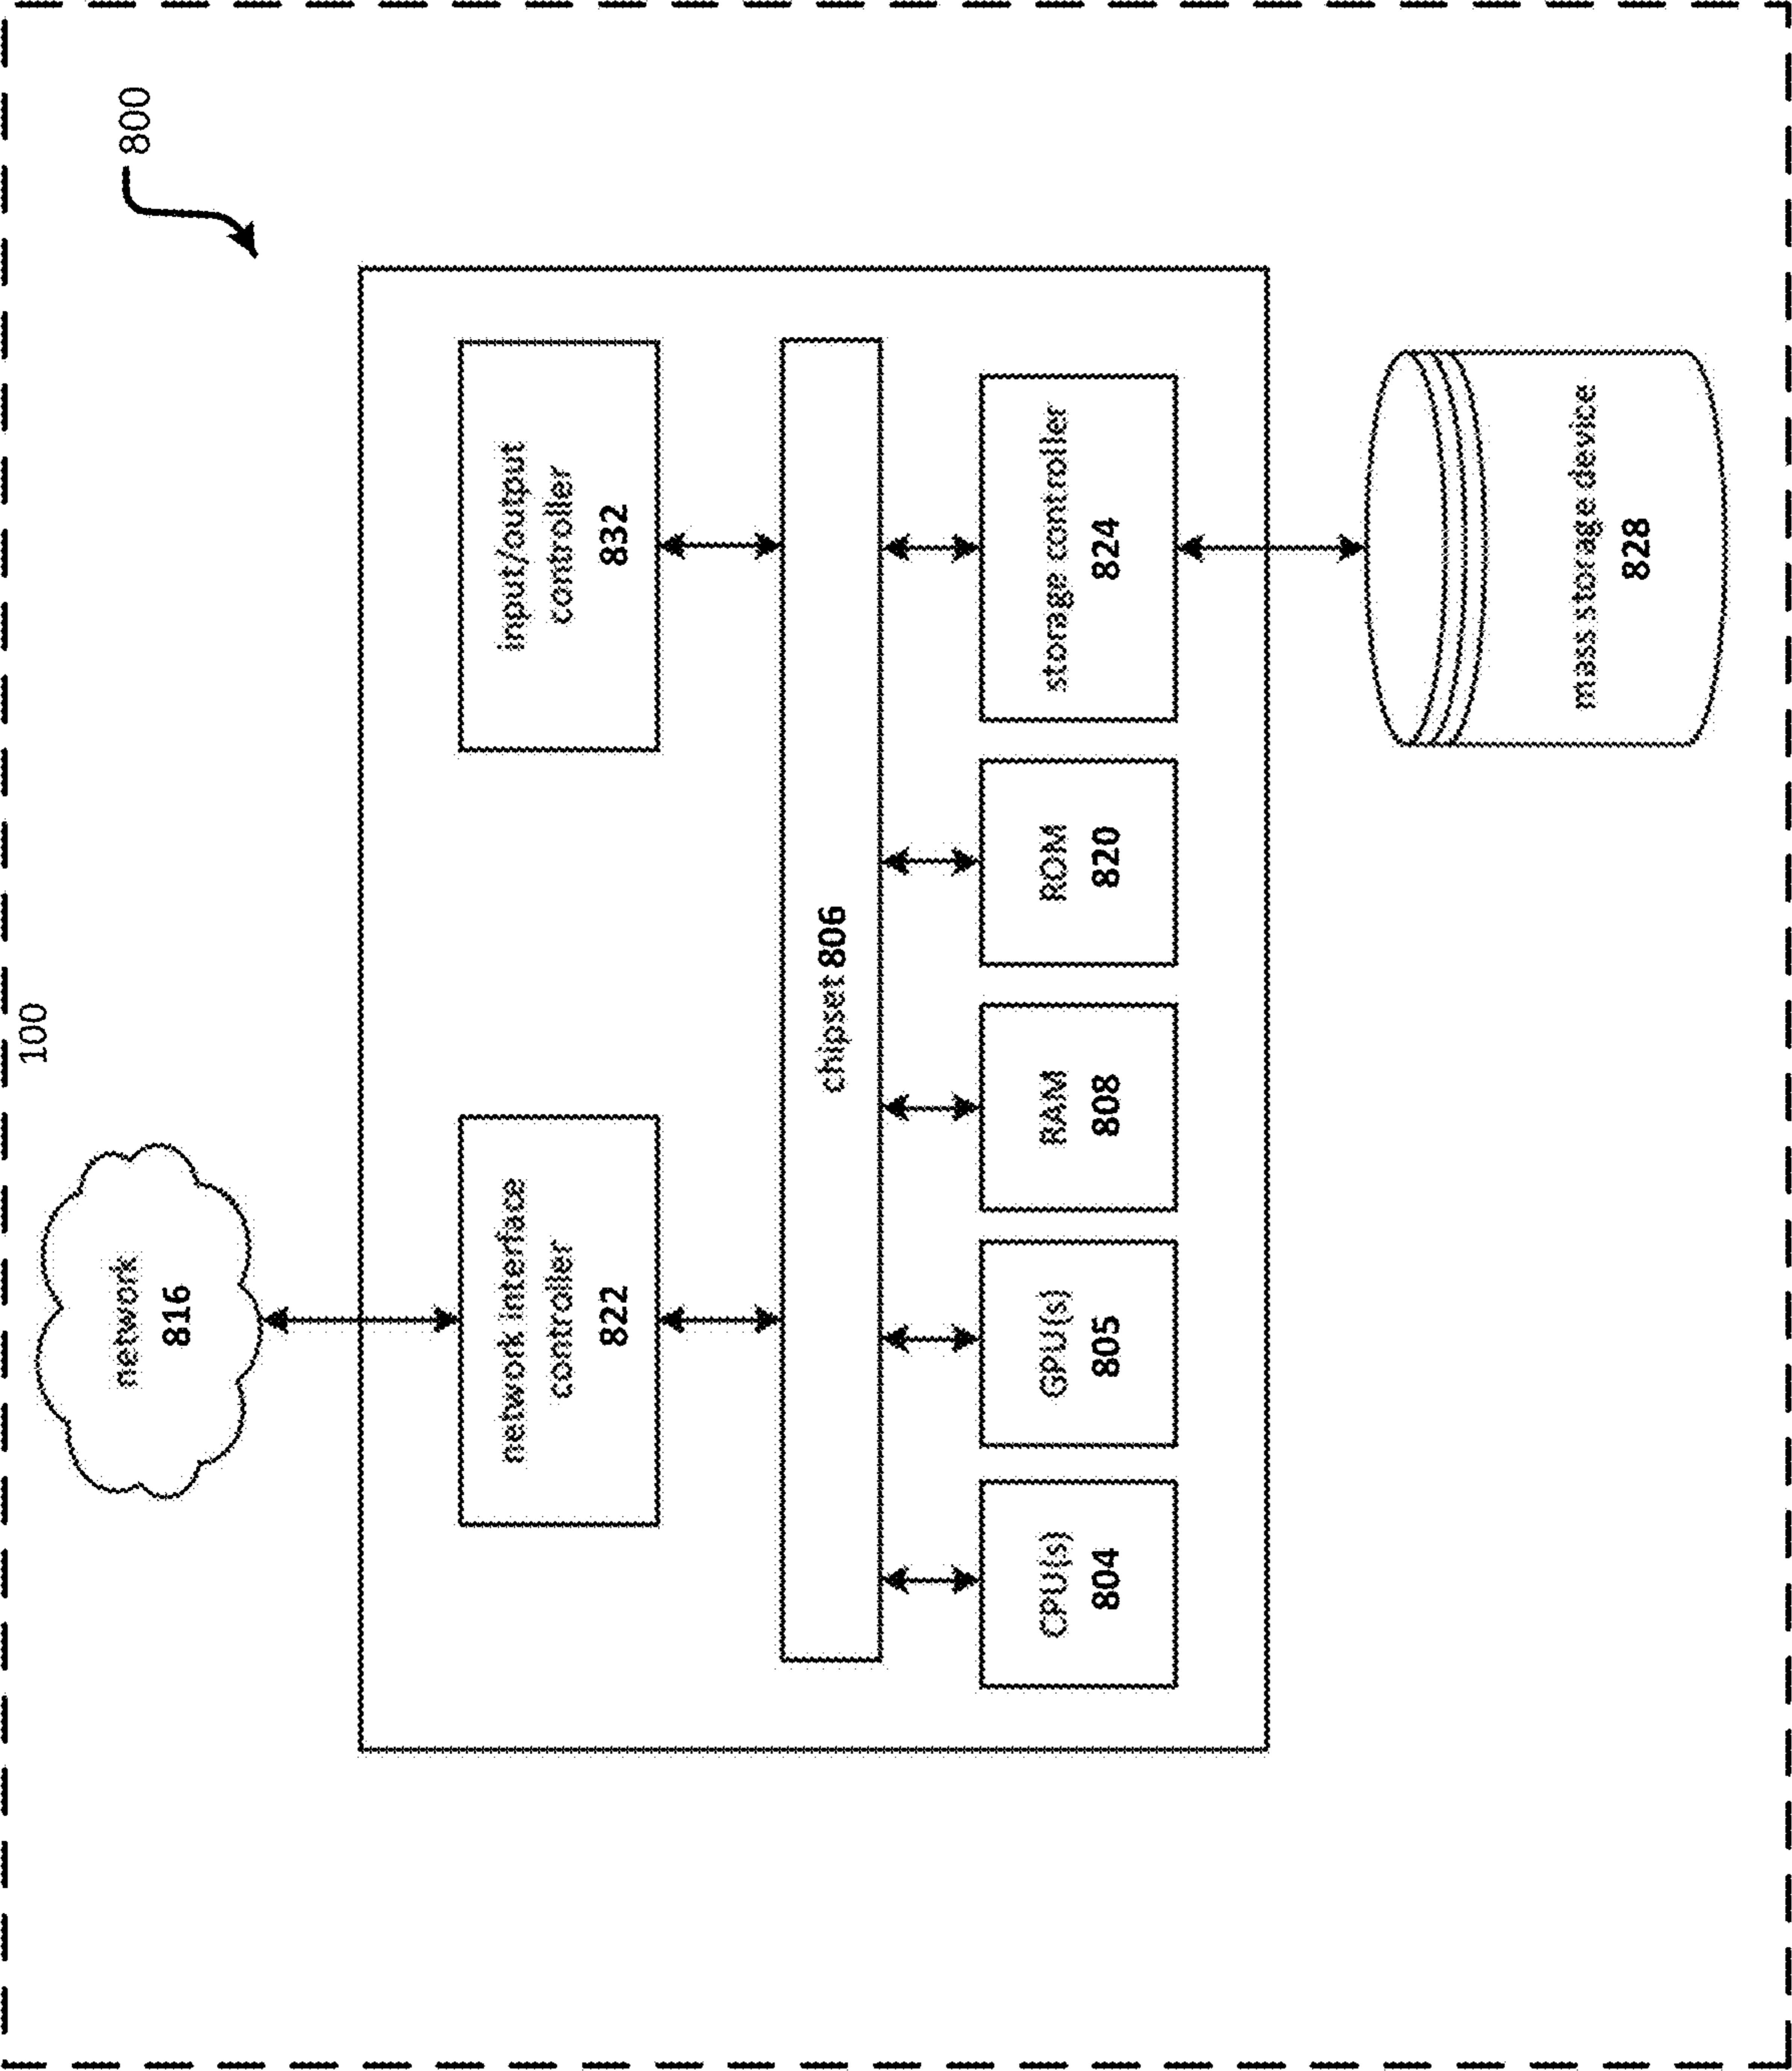 100
800
network
816
network interface
controller
822
input/output
controller
832
chipset 806
CPU(s)
804
GPU(s)
805
RAM
808
ROM
820
storage controller
824
mass storage device
828